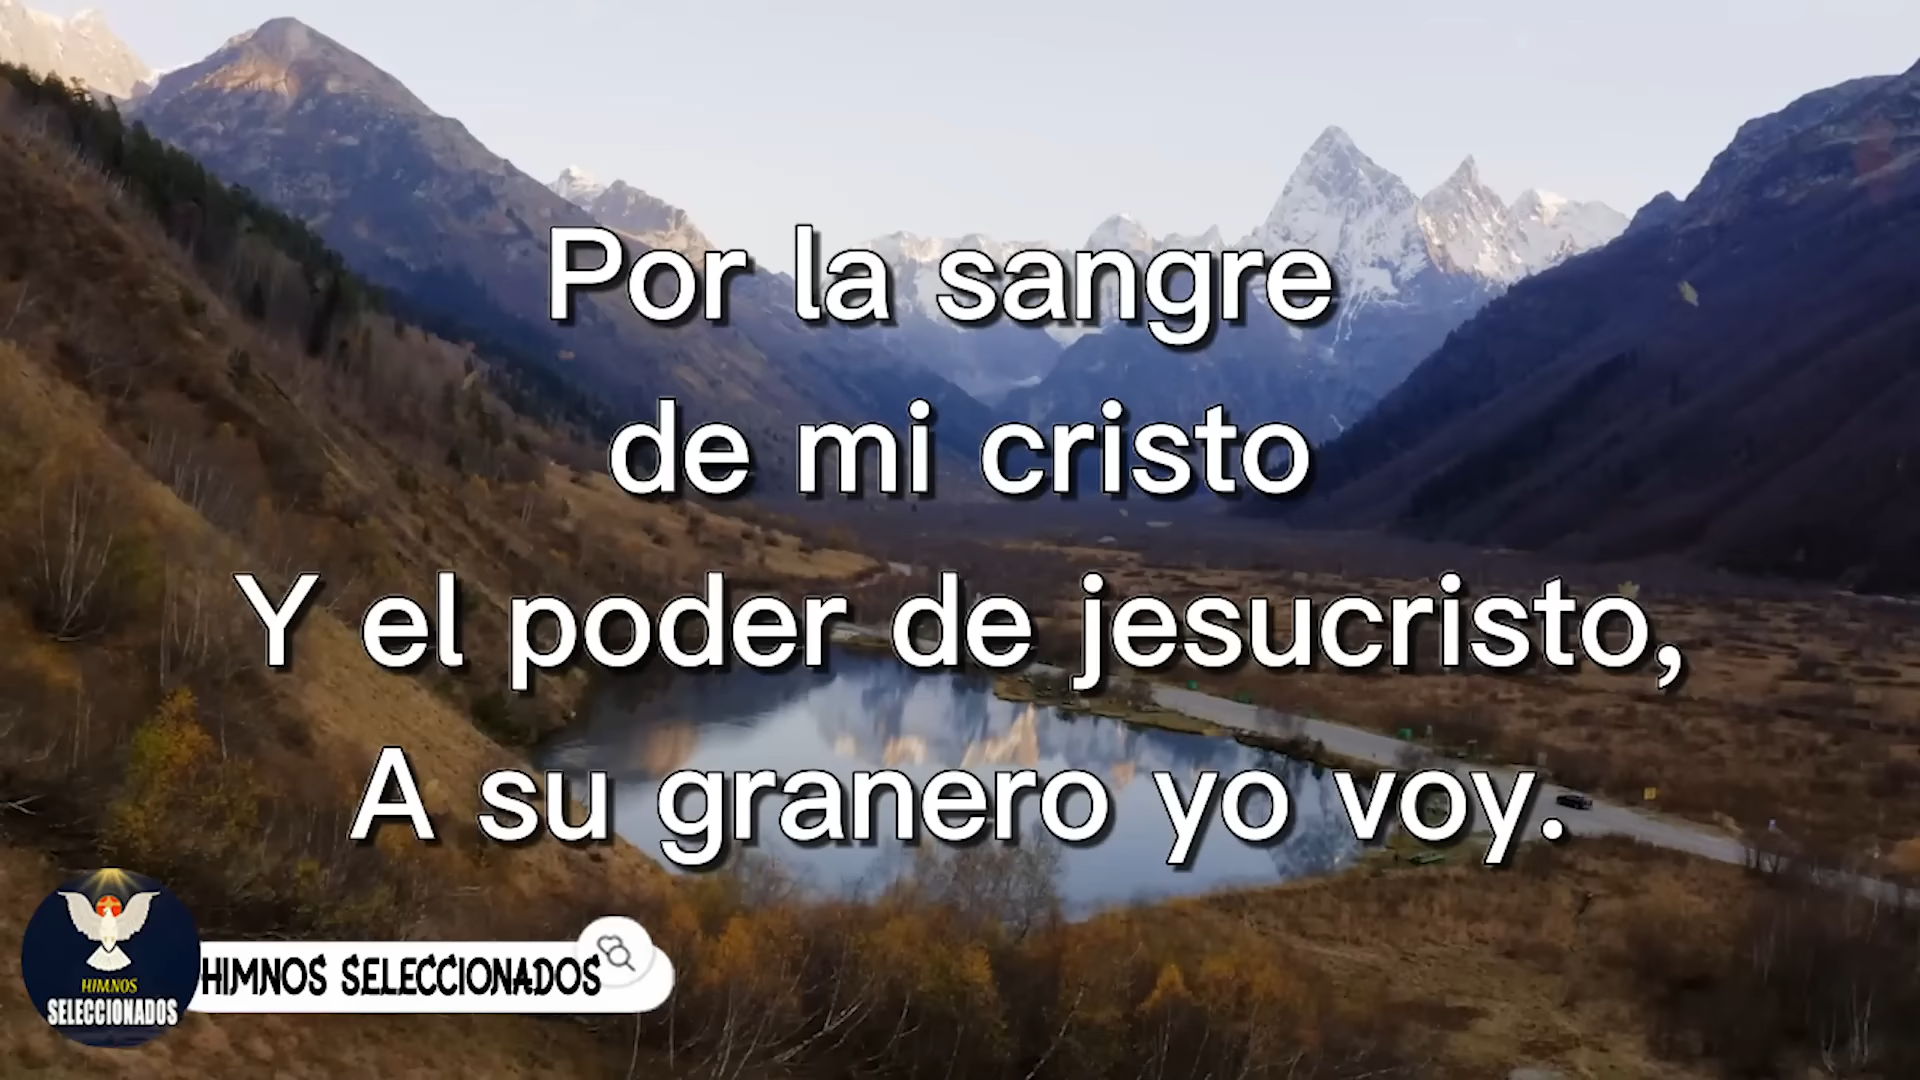 Por la sangre
de mi cristo
Y el poder de jesucristo,
A su granero yo voy.
HIMNOS
SELECCIONADOS
HIMNOS SELECCIONADOS